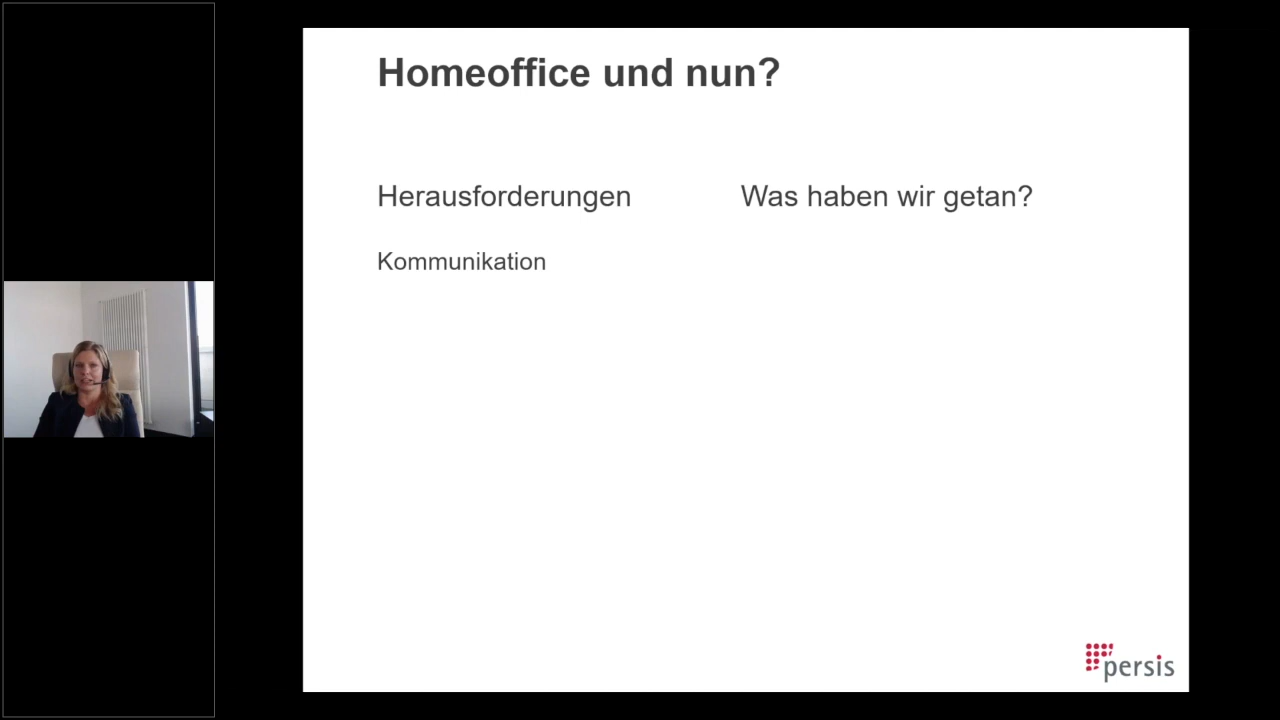 Homeoffice und nun?
Herausforderungen
Was haben wir getan?
Kommunikation
persis